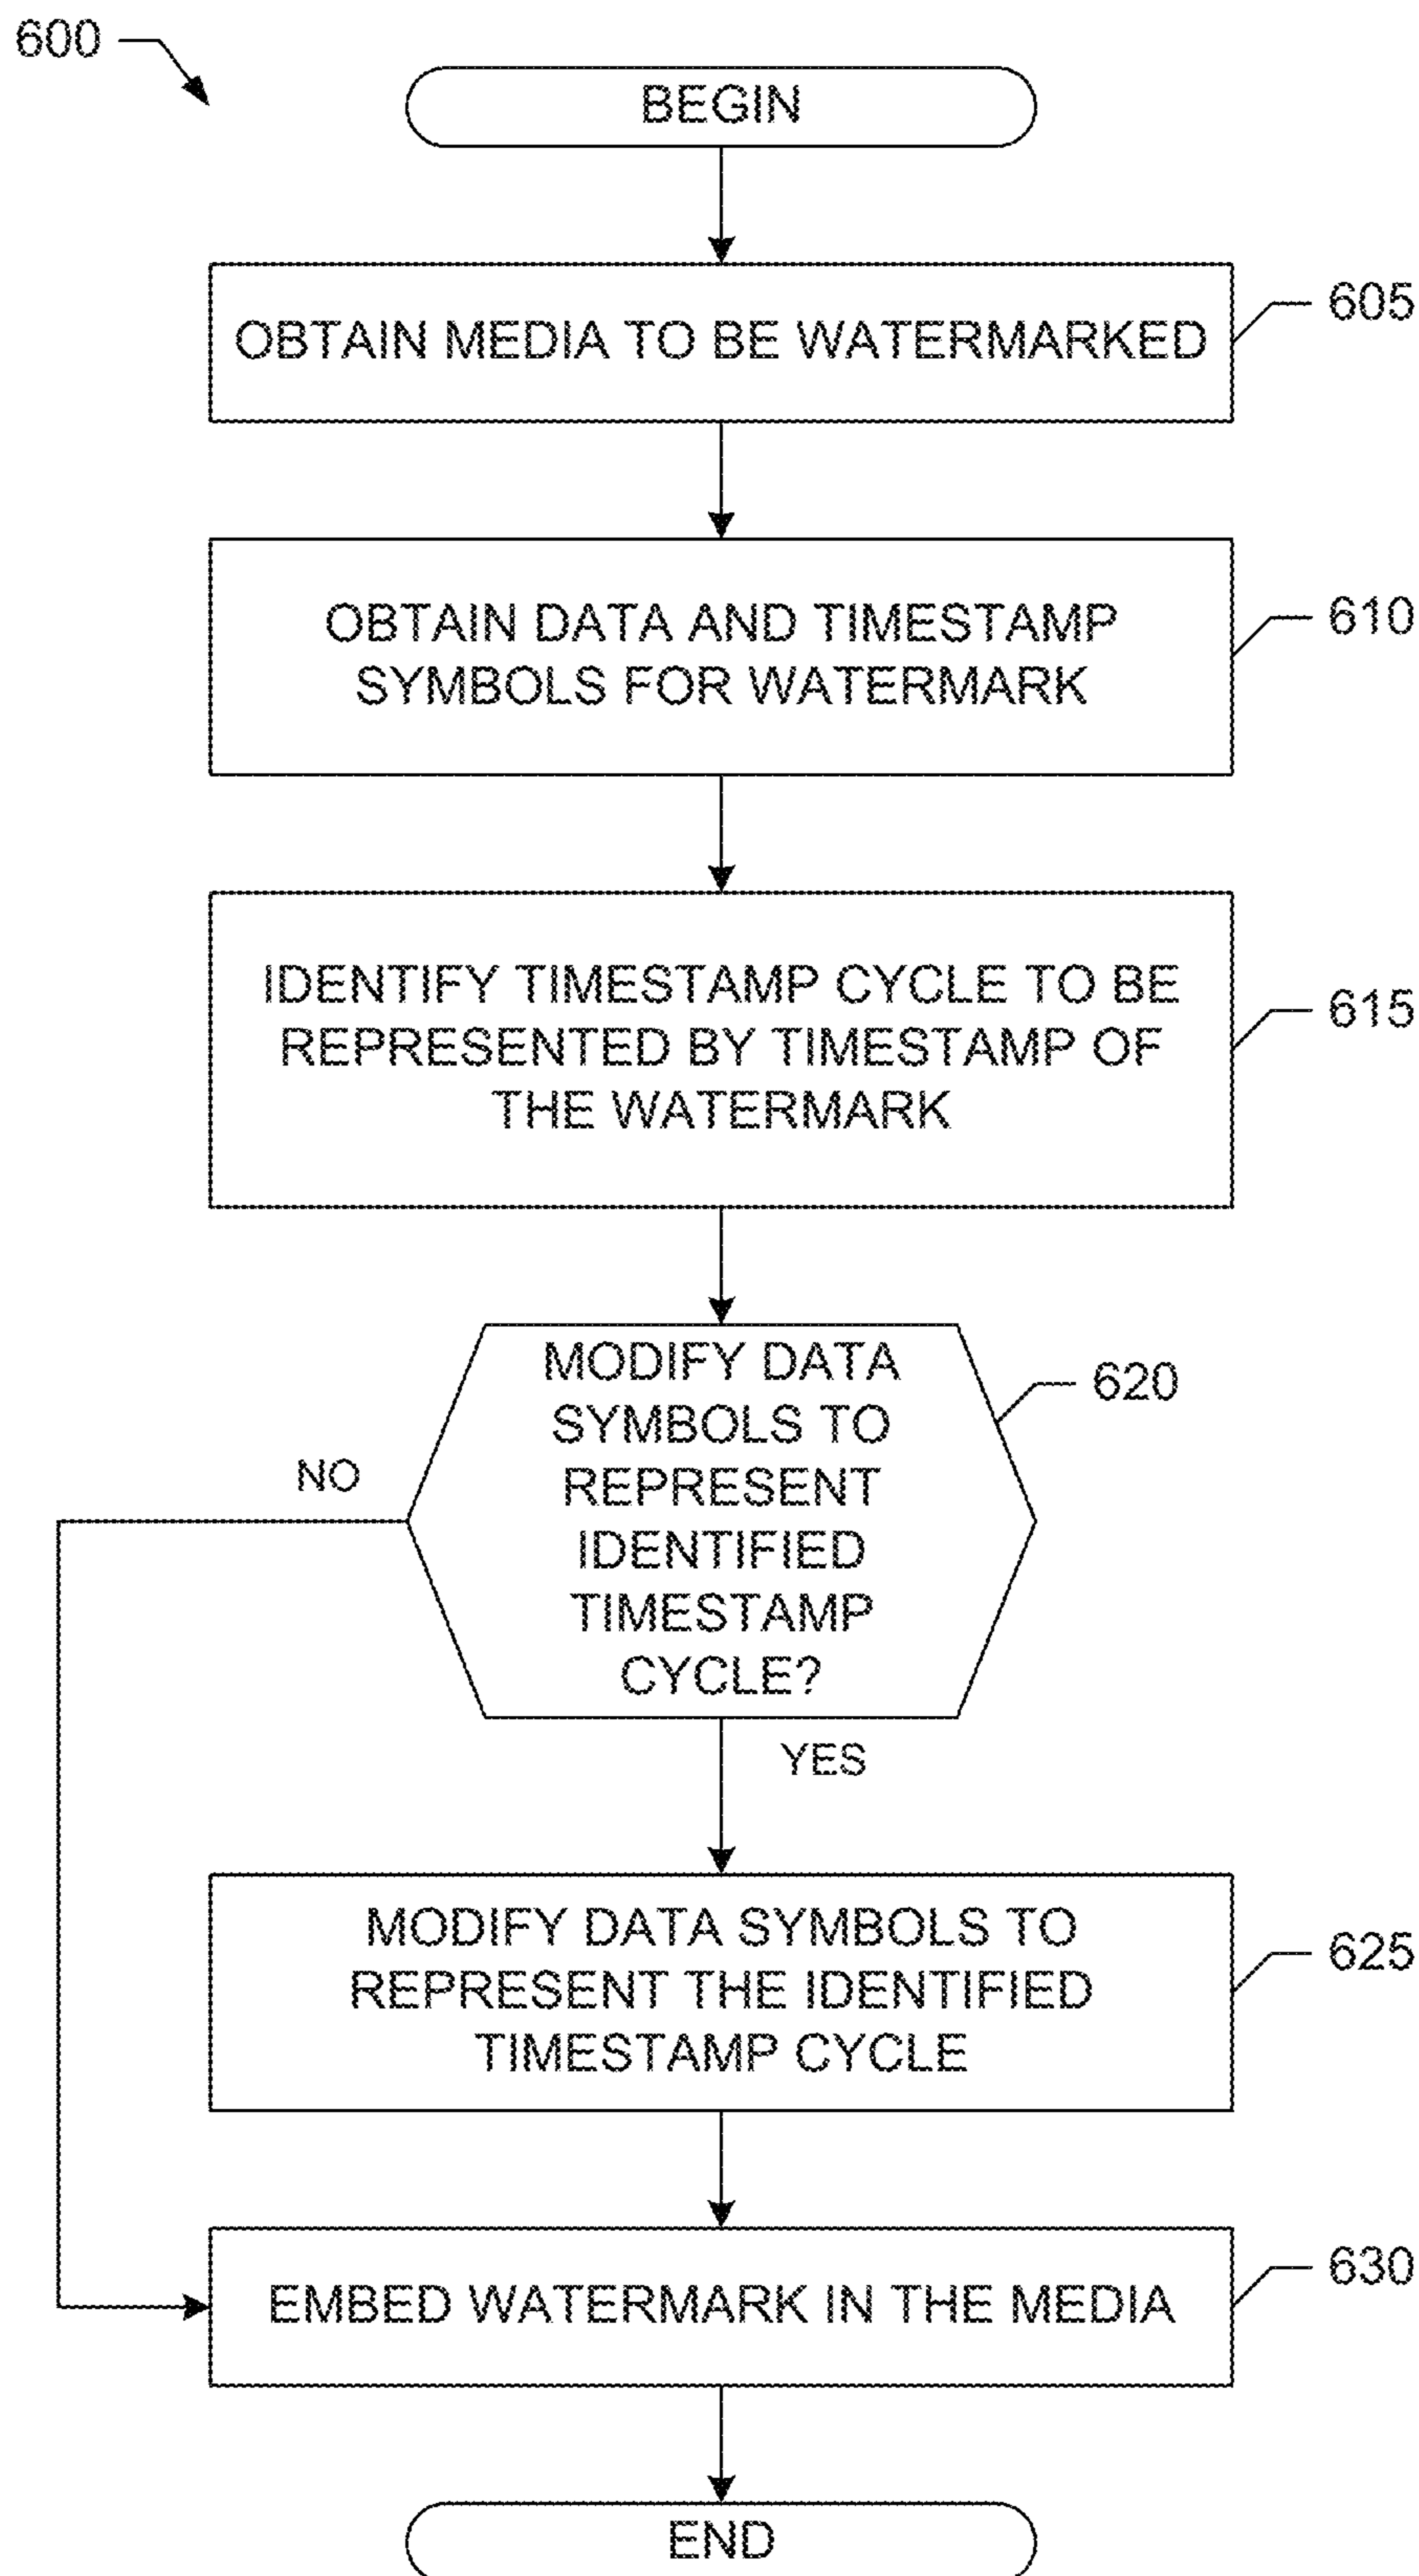 600
BEGIN
OBTAIN MEDIA TO BE WATERMARKED
605
OBTAIN DATA AND TIMESTAMP
SYMBOLS FOR WATERMARK
610
IDENTIFY TIMESTAMP CYCLE TO BE
REPRESENTED BY TIMESTAMP OF
THE WATERMARK
615
MODIFY DATA
SYMBOLS TO
REPRESENT
IDENTIFIED
TIMESTAMP
CYCLE?
620
NO
YES
MODIFY DATA SYMBOLS TO
REPRESENT THE IDENTIFIED
TIMESTAMP CYCLE
625
EMBED WATERMARK IN THE MEDIA
630
END